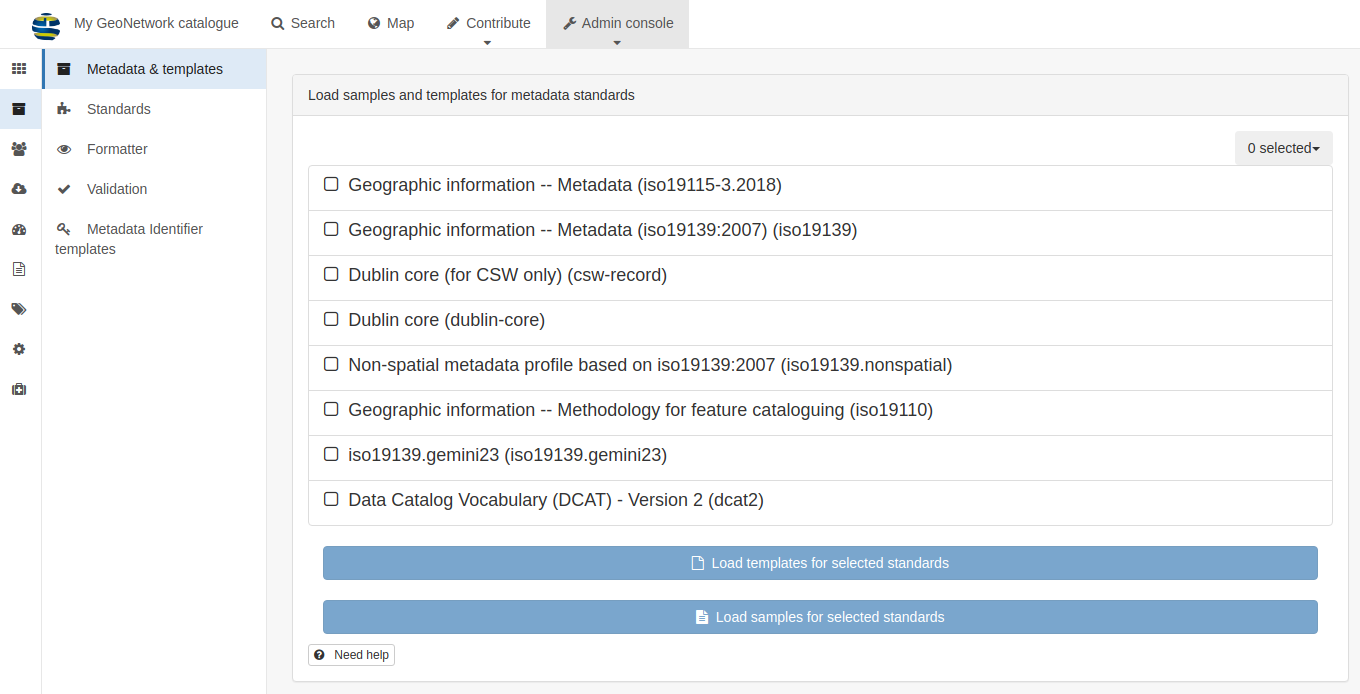 My GeoNetwork catalogue
Search
Map
Contribute
Admin console
Metadata & templates
Standards
Formatter
Validation
Metadata Identifier
templates
Load samples and templates for metadata standards
0 selected
Geographic information -- Metadata (iso19115-3.2018)
Geographic information -- Metadata (iso19139:2007) (iso19139)
Dublin core (for CSW only) (csw-record)
Dublin core (dublin-core)
Non-spatial metadata profile based on iso19139:2007 (iso19139.nonspatial)
Geographic information -- Methodology for feature cataloguing (iso19110)
iso19139.gemini23 (iso19139.gemini23)
Data Catalog Vocabulary (DCAT) - Version 2 (dcat2)
Load templates for selected standards
Load samples for selected standards
Need help